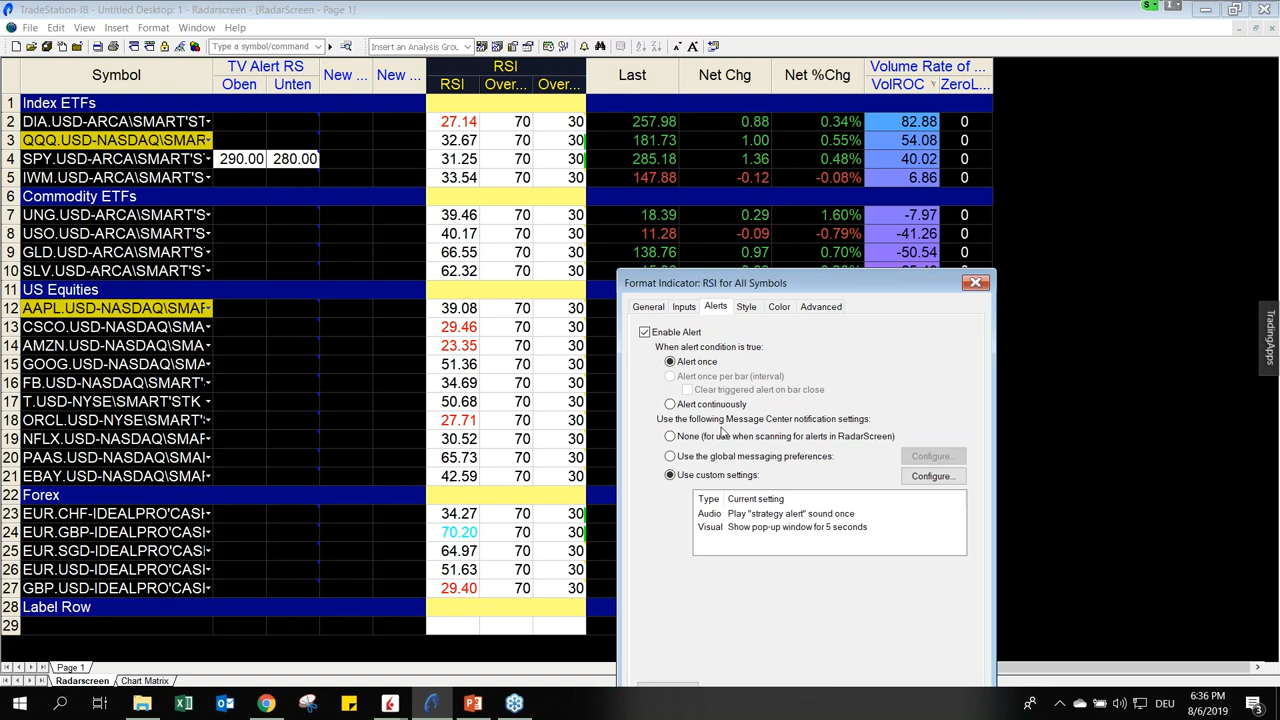 TradeStation-IB - Untitled Desktop: 1 - Radarscreen - [RadarScreen - Page 1]
File Edit View Insert Format Window Help
Type a symbol/command
Insert an Analysis Grou
Symbol TV Alert RS New ... New ... RSI Last Net Chg Net %Chg Volume Rate of ...
Oben Unten RSI Over... Over... VolROC ZeroL...
1 Index ETFs
2 DIA.USD-ARCA\SMART'ST 27.14 70 30 257.98 0.88 0.34% 82.88 0
3 QQQ.USD-NASDAQ\SMAR 32.67 70 30 181.73 1.00 0.55% 54.08 0
4 SPY.USD-ARCA\SMART'S 290.00 280.00 31.25 70 30 285.18 1.36 0.48% 40.02 0
5 IWM.USD-ARCA\SMART'S 33.54 70 30 147.88 -0.12 -0.08% 6.86 0
6 Commodity ETFs
7 UNG.USD-ARCA\SMART'S 39.46 70 30 18.39 0.29 1.60% -7.97 0
8 USO.USD-ARCA\SMART'S 40.17 70 30 11.28 -0.09 -0.79% -41.26 0
9 GLD.USD-ARCA\SMART'S 66.55 70 30 138.76 0.97 0.70% -50.54 0
10 SLV.USD-ARCA\SMART'S 62.32 70 30
11 US Equities
12 AAPL.USD-NASDAQ\SMAF 39.08 70 30
13 CSCO.USD-NASDAQ\SMA 29.46 70 30
14 AMZN.USD-NASDAQ\SMA 23.35 70 30
15 GOOG.USD-NASDAQ\SMA 51.36 70 30
16 FB.USD-NASDAQ\SMART'S 34.69 70 30
17 T.USD-NYSE\SMART'STK 50.68 70 30
18 ORCL.USD-NYSE\SMART'S 27.71 70 30
19 NFLX.USD-NASDAQ\SMAR 30.52 70 30
20 PAAS.USD-NASDAQ\SMAR 65.73 70 30
21 EBAY.USD-NASDAQ\SMAR 42.59 70 30
22 Forex
23 EUR.CHF-IDEALPRO'CASI 34.27 70 30
24 EUR.GBP-IDEALPRO'CASI 70.20 70 30
25 EUR.SGD-IDEALPRO'CASI 64.97 70 30
26 EUR.USD-IDEALPRO'CASI 51.63 70 30
27 GBP.USD-IDEALPRO'CASI 29.40 70 30
28 Label Row
29
Format Indicator: RSI for All Symbols
General Inputs Alerts Style Color Advanced
Enable Alert
When alert condition is true:
Alert once
Alert once per bar (interval)
Clear triggered alert on bar close
Alert continuously
Use the following Message Center notification settings:
None (for use when scanning for alerts in RadarScreen)
Use the global messaging preferences: Configure...
Use custom settings: Configure...
Type Current setting
Audio Play "strategy alert" sound once
Visual Show pop-up window for 5 seconds
TradingApps
Page 1
Radarscreen Chart Matrix
DEU
6:36 PM
8/6/2019
3